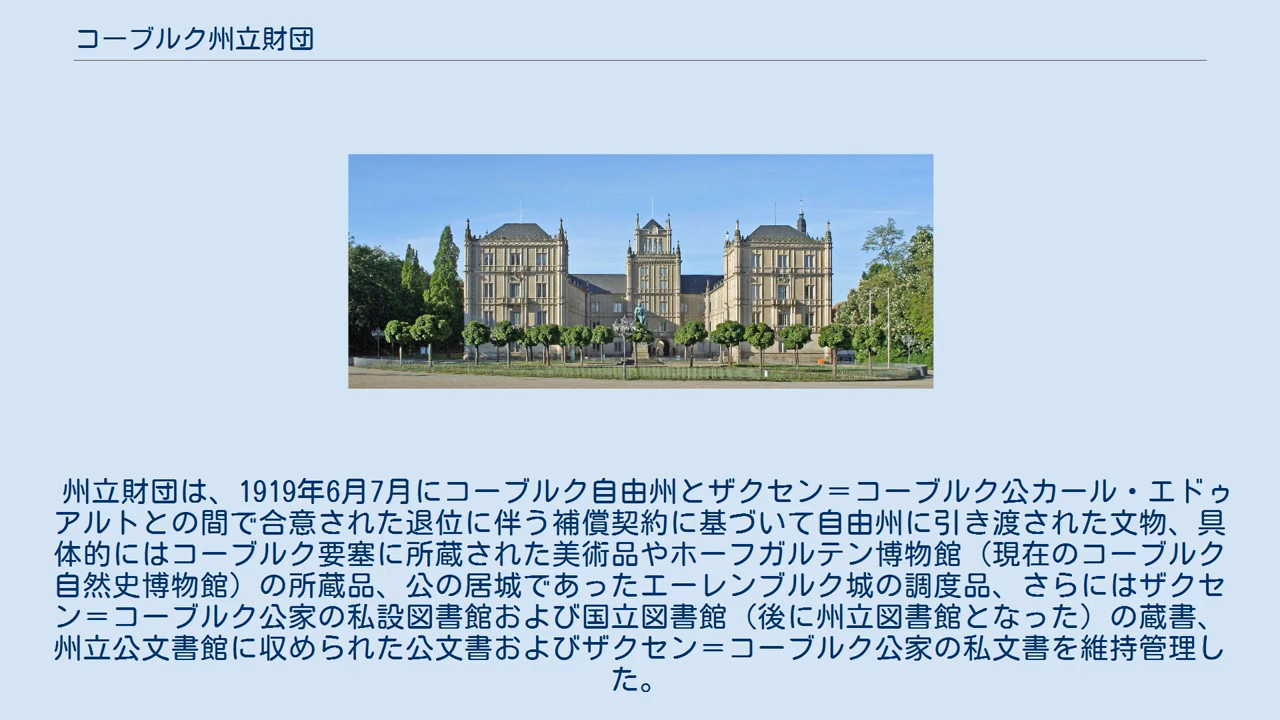 コーブルク州立財団
州立財団は、1919年6月7月にコーブルク自由州とザクセン＝コーブルク公カール・エドゥ
アルトとの間で合意された退位に伴う補償契約に基づいて自由州に引き渡された文物、具
体的にはコーブルク要塞に所蔵された美術品やホーフガルテン博物館（現在のコーブルク
自然史博物館）の所蔵品、公の居城であったエーレンブルク城の調度品、さらにはザクセ
ン＝コーブルク公家の私設図書館および国立図書館（後に州立図書館となった）の蔵書、
州立公文書館に収められた公文書およびザクセン＝コーブルク公家の私文書を維持管理し
た。